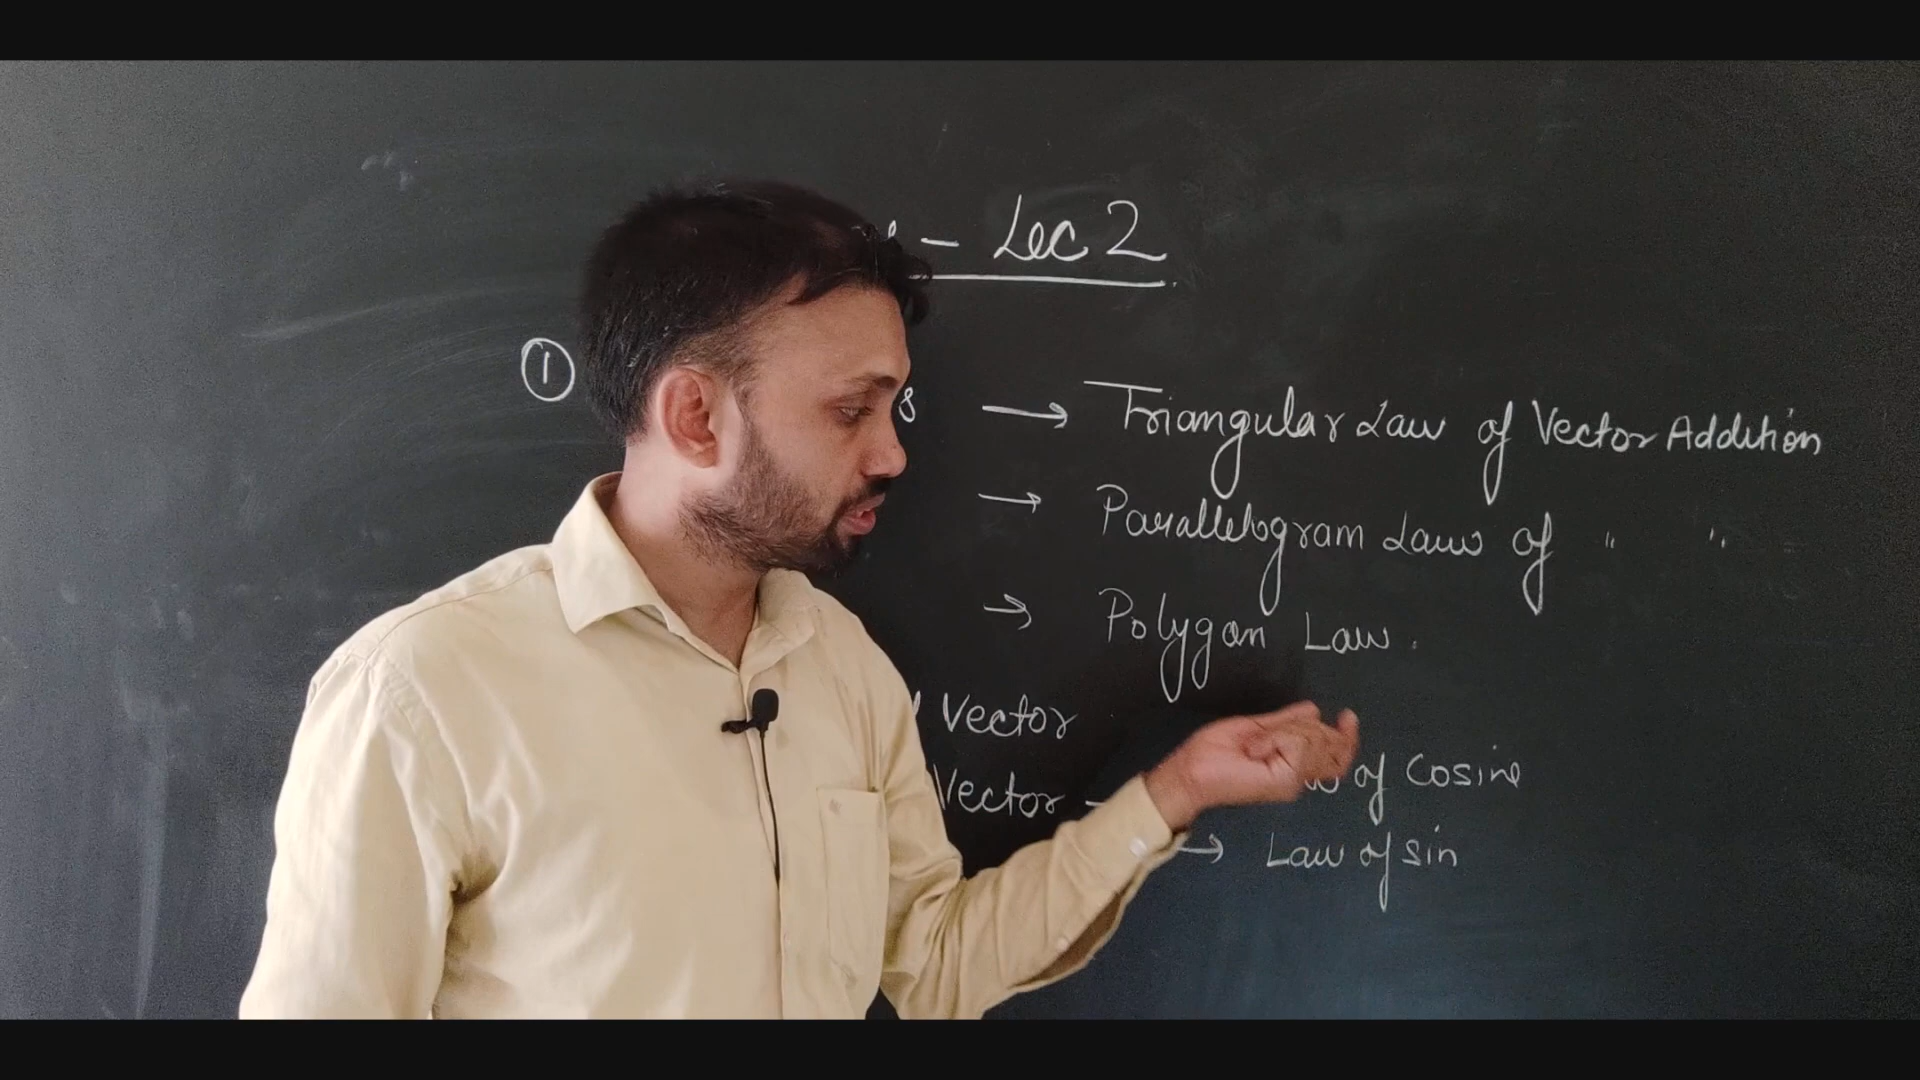 - Lec 2
① → Triangular Law of Vector Addition
→ Parallelogram Law of " "
→ Polygon Law.
Vector
Vector - of Cosine
→ Law of sin